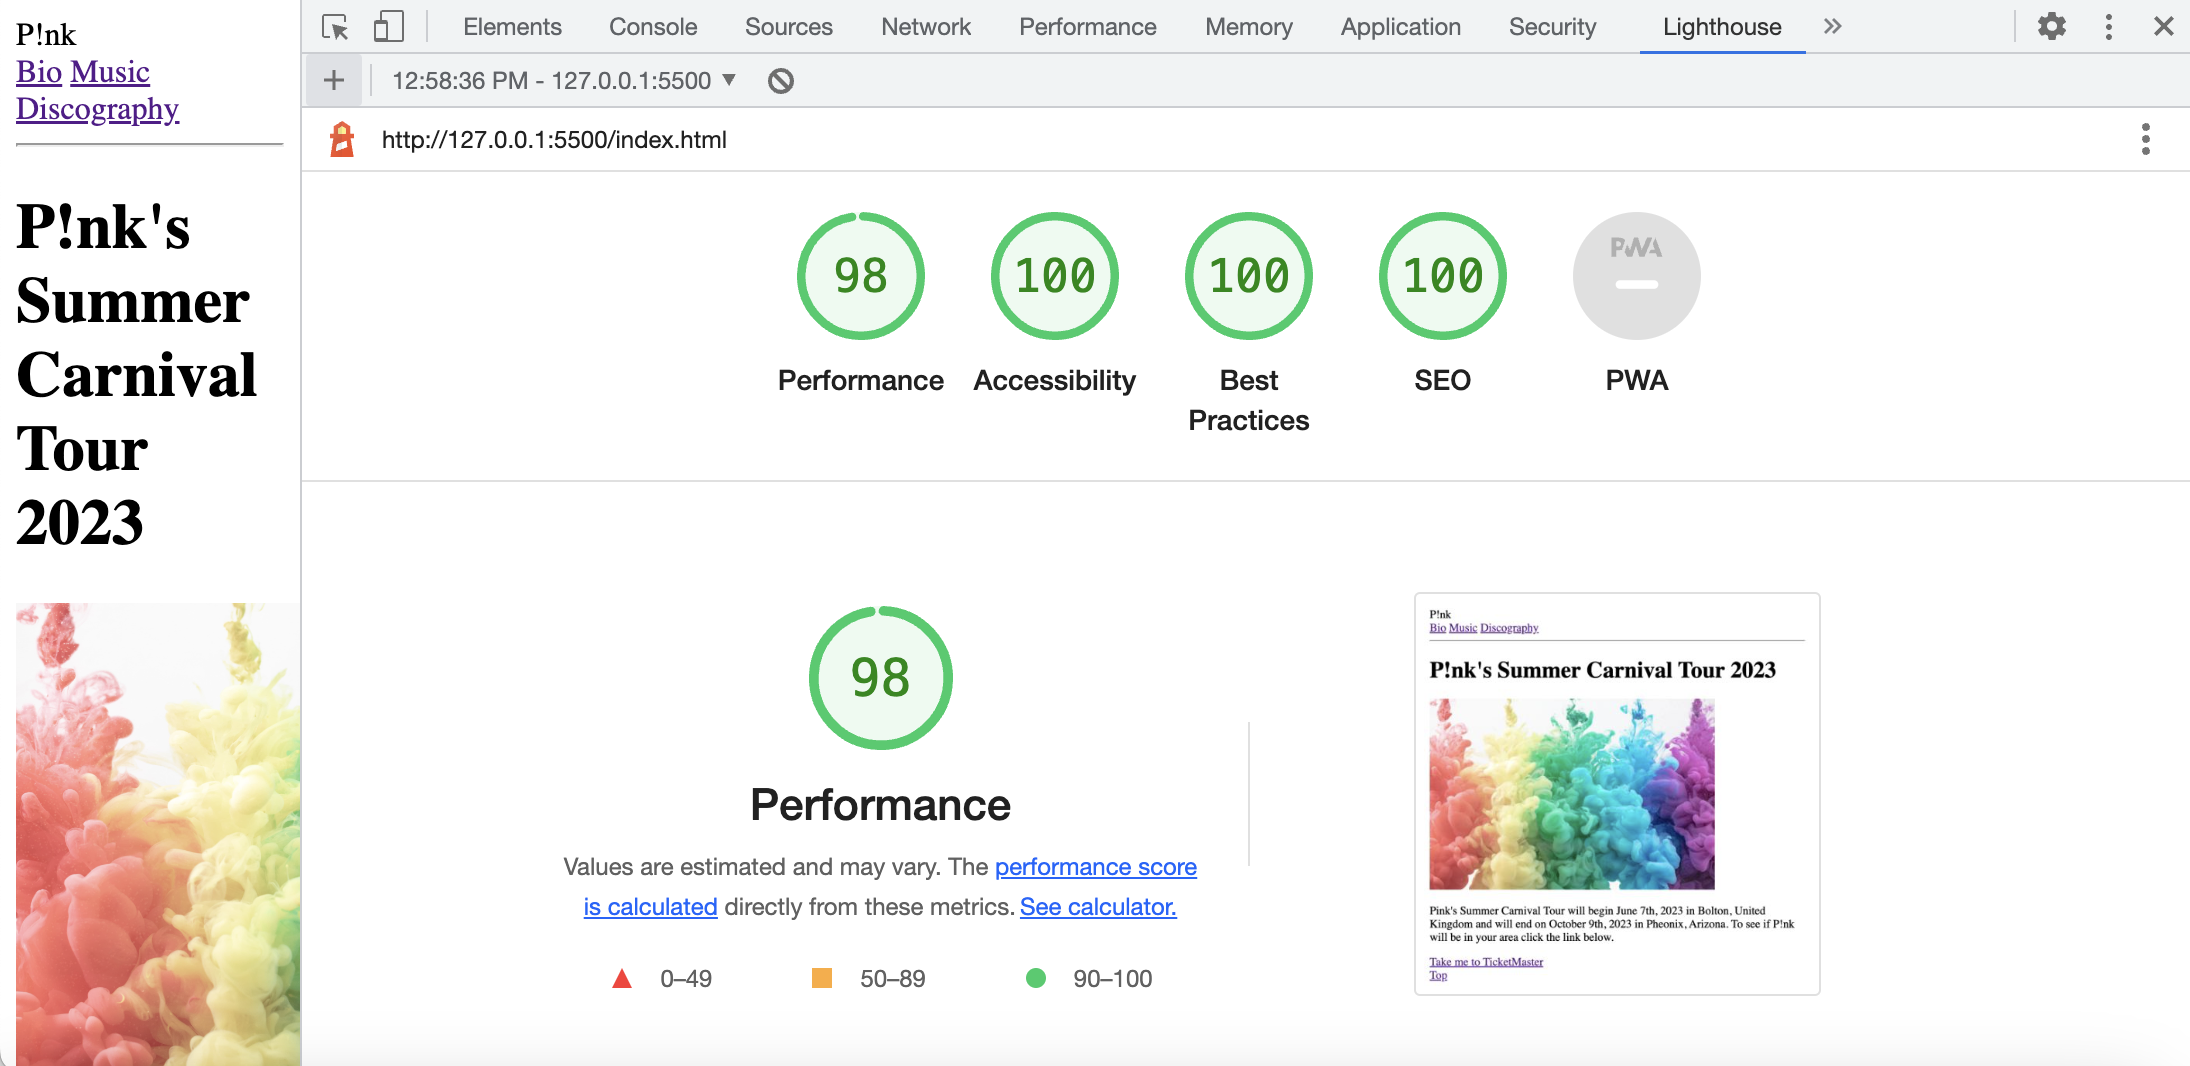 P!nk
Bio Music
Discography
P!nk's
Summer
Carnival
Tour
2023
Elements Console Sources Network Performance Memory Application Security Lighthouse
12:58:36 PM - 127.0.0.1:5500
http://127.0.0.1:5500/index.html
98 100 100 100 PWA
Performance Accessibility Best Practices SEO PWA
98
Performance
Values are estimated and may vary. The performance score
is calculated directly from these metrics. See calculator.
0–49 50–89 90–100
P!nk
Bio Music Discography
P!nk's Summer Carnival Tour 2023
Pink's Summer Carnival Tour will begin June 7th, 2023 in Bolton, United
Kingdom and will end on October 9th, 2023 in Pheonix, Arizona. To see if P!nk
will be in your area click the link below.
Take me to TicketMaster
Top